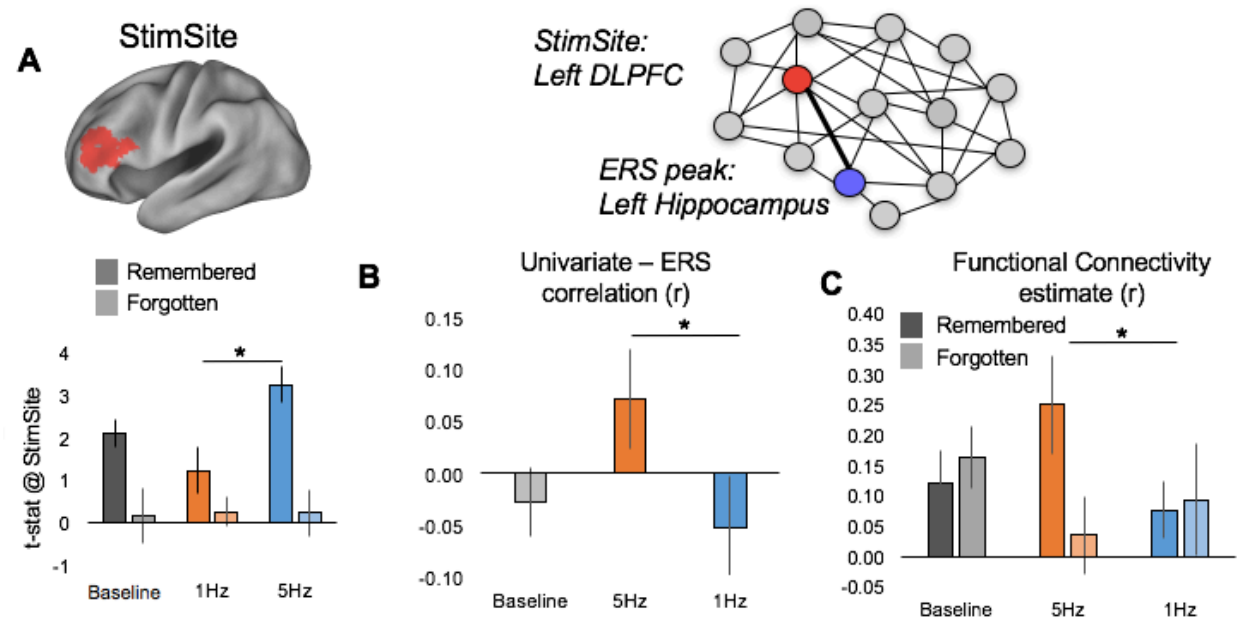 A
StimSite
StimSite:
Left DLPFC
ERS peak:
Left Hippocampus
Remembered
Forgotten
t-stat @ StimSite
4
3
2
1
0
-1
*
Baseline
1Hz
5Hz
B
Univariate – ERS
correlation (r)
0.15
0.10
0.05
0.00
-0.05
-0.10
*
Baseline
5Hz
1Hz
C
Functional Connectivity
estimate (r)
Remembered
Forgotten
0.40
0.35
0.30
0.25
0.20
0.15
0.10
0.05
0.00
-0.05
*
Baseline
5Hz
1Hz